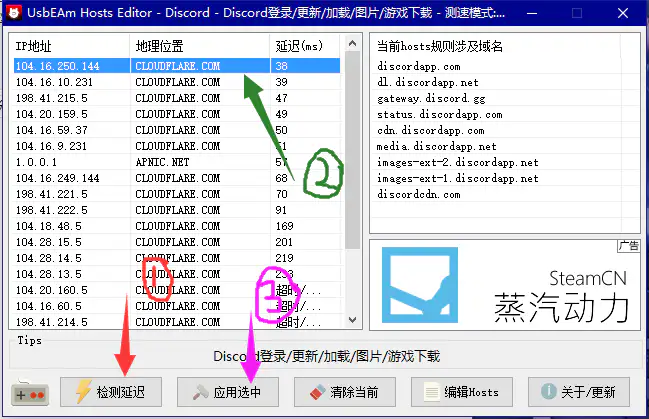 UsbEAm Hosts Editor - Discord - Discord登录/更新/加载/图片/游戏下载 - 测速模式:...
IP地址 地理位置 延迟(ms)
104.16.250.144 CLOUDFLARE.COM 38
104.16.10.231 CLOUDFLARE.COM 39
198.41.215.5 CLOUDFLARE.COM 47
104.20.159.5 CLOUDFLARE.COM 49
104.16.59.37 CLOUDFLARE.COM 50
104.16.9.231 CLOUDFLARE.COM 51
1.0.0.1 APNIC.NET 57
104.16.249.144 CLOUDFLARE.COM 68
198.41.221.5 CLOUDFLARE.COM 70
198.41.222.5 CLOUDFLARE.COM 91
104.18.48.5 CLOUDFLARE.COM 169
104.28.15.5 CLOUDFLARE.COM 201
104.28.14.5 CLOUDFLARE.COM 219
104.28.13.5 CLOUDFLARE.COM 233
104.20.160.5 CLOUDFLARE.COM 超时/...
104.16.60.5 CLOUDFLARE.COM 超时/...
198.41.214.5 CLOUDFLARE.COM 超时/...
2
1
3
当前hosts规则涉及域名
discordapp.com
dl.discordapp.net
gateway.discord.gg
status.discordapp.com
cdn.discordapp.com
media.discordapp.net
images-ext-2.discordapp.net
images-ext-1.discordapp.net
discordcdn.com
广告
SteamCN
蒸汽动力
Tips
Discord登录/更新/加载/图片/游戏下载
检测延迟 应用选中 清除当前 编辑Hosts 关于/更新